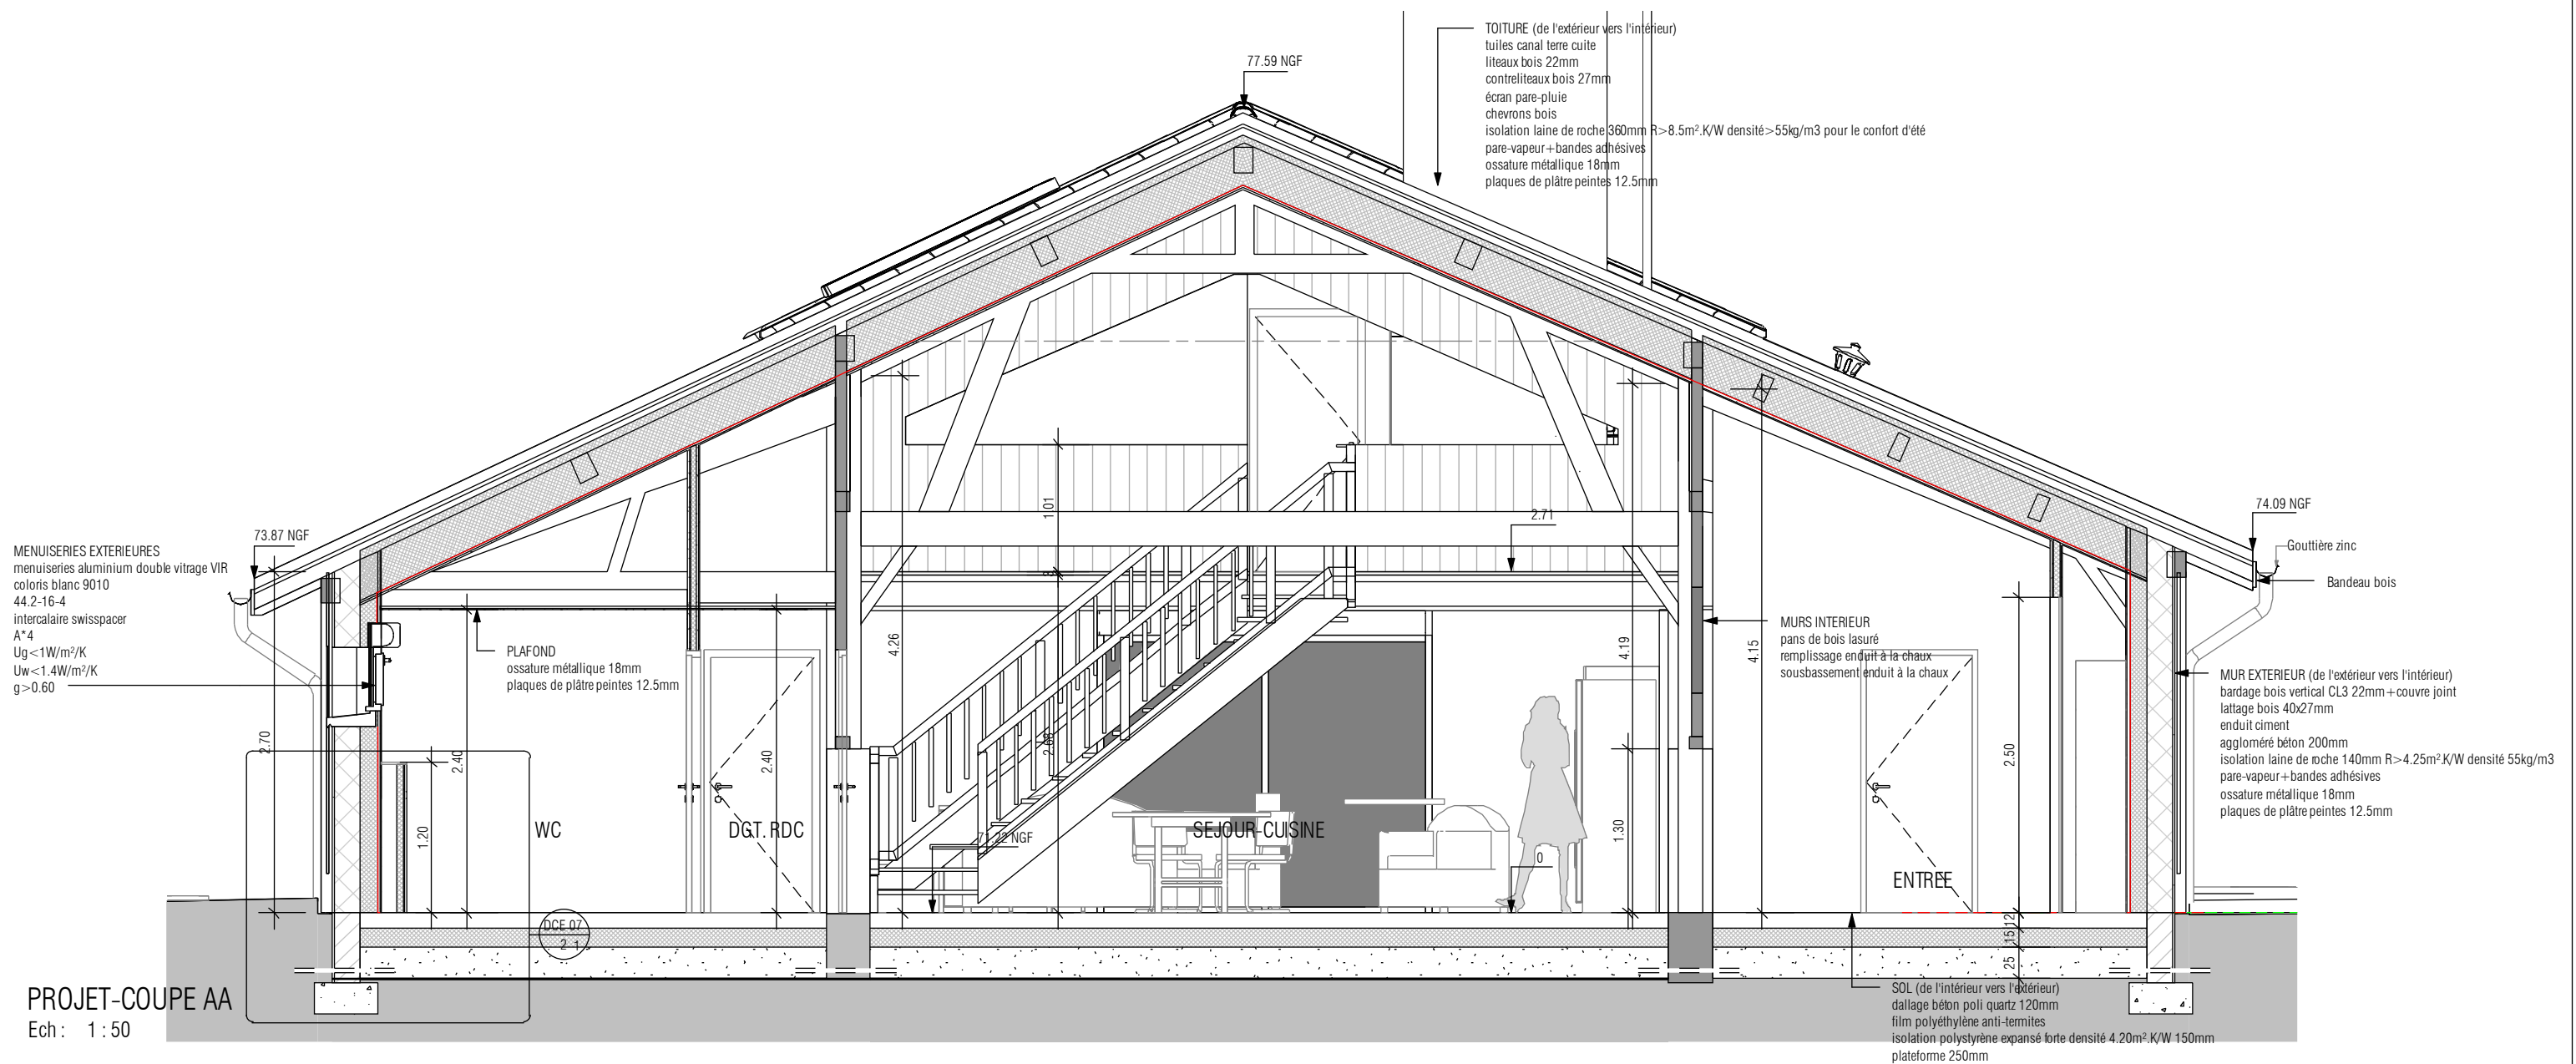 TOITURE (de l'extérieur vers l'intérieur)
tuiles canal terre cuite
liteaux bois 22mm
contreliteaux bois 27mm
écran pare-pluie
chevrons bois
isolation laine de roche 360mm R>8.5m².K/W densité>55kg/m3 pour le confort d'été
pare-vapeur+bandes adhésives
ossature métallique 18mm
plaques de plâtre peintes 12.5mm
77.59 NGF
73.87 NGF
74.09 NGF
Gouttière zinc
Bandeau bois
MENUISERIES EXTERIEURES
menuiseries aluminium double vitrage VIR
coloris blanc 9010
44.2-16-4
intercalaire swisspacer
A*4
Ug<1W/m²/K
Uw<1.4W/m²/K
g>0.60
PLAFOND
ossature métallique 18mm
plaques de plâtre peintes 12.5mm
MURS INTERIEUR
pans de bois lasuré
remplissage enduit à la chaux
sousbassement enduit à la chaux
MUR EXTERIEUR (de l'extérieur vers l'intérieur)
bardage bois vertical CL3 22mm+couvre joint
lattage bois 40x27mm
enduit ciment
aggloméré béton 200mm
isolation laine de roche 140mm R>4.25m².K/W densité 55kg/m3
pare-vapeur+bandes adhésives
ossature métallique 18mm
plaques de plâtre peintes 12.5mm
2.70
1.20
2.40
2.40
4.26
1.01
2.68
2.71
4.19
1.30
4.15
2.50
12
15
25
0
71.22 NGF
WC
DGT. RDC
SEJOUR-CUISINE
ENTREE
DCE 07
2 1
SOL (de l'intérieur vers l'extérieur)
dallage béton poli quartz 120mm
film polyéthylène anti-termites
isolation polystyrène expansé forte densité 4.20m².K/W 150mm
plateforme 250mm
PROJET-COUPE AA
Ech : 1 : 50